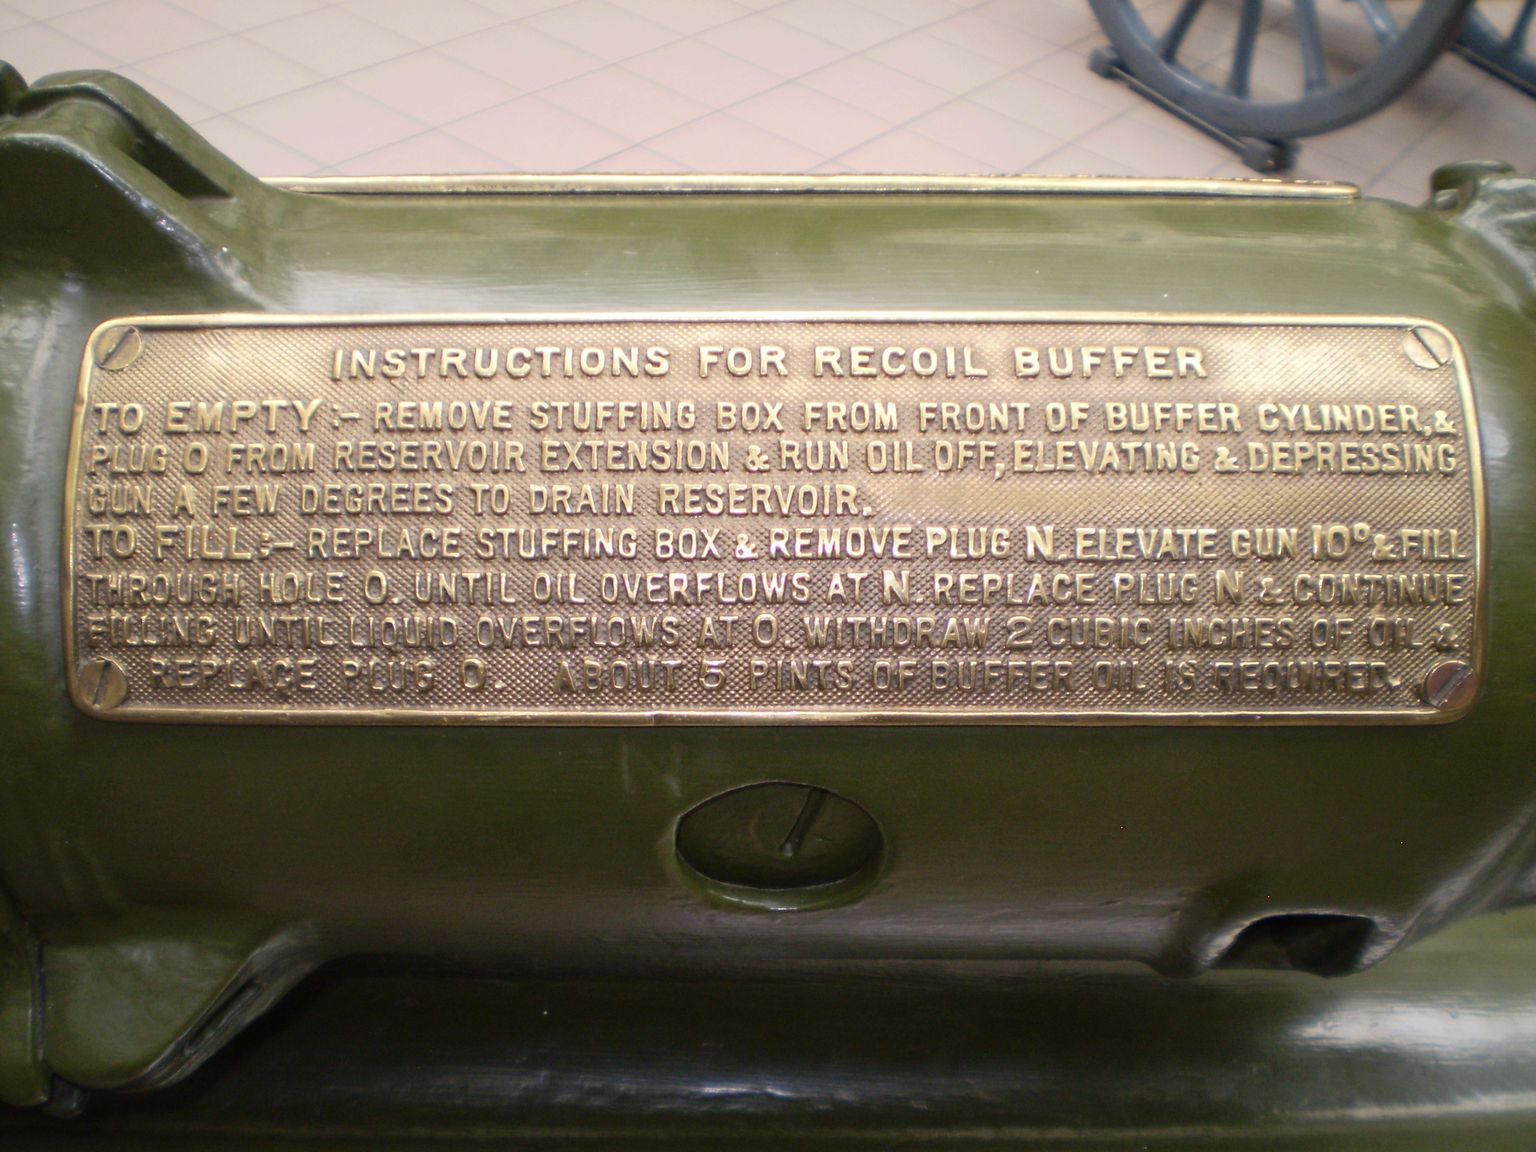 INSTRUCTIONS FOR RECOIL BUFFER
TO EMPTY:- REMOVE STUFFING BOX FROM FRONT OF BUFFER CYLINDER, &
PLUG O FROM RESERVOIR EXTENSION & RUN OIL OFF, ELEVATING & DEPRESSING
GUN A FEW DEGREES TO DRAIN RESERVOIR.
TO FILL:- REPLACE STUFFING BOX & REMOVE PLUG N. ELEVATE GUN 10° & FILL
THROUGH HOLE O. UNTIL OIL OVERFLOWS AT N. REPLACE PLUG N & CONTINUE
FILLING UNTIL LIQUID OVERFLOWS AT O. WITHDRAW 2 CUBIC INCHES OF OIL &
REPLACE PLUG O. ABOUT 5 PINTS OF BUFFER OIL IS REQUIRED.